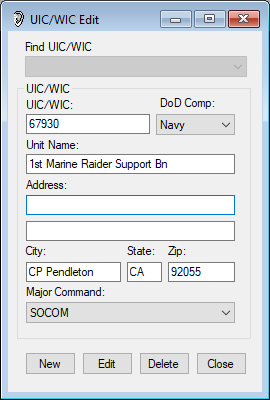 UIC/WIC Edit
Find UIC/WIC
UIC/WIC
UIC/WIC:
DoD Comp:
67930
Navy
Unit Name:
1st Marine Raider Support Bn
Address:
City:
State:
Zip:
CP Pendleton
CA
92055
Major Command:
SOCOM
New
Edit
Delete
Close